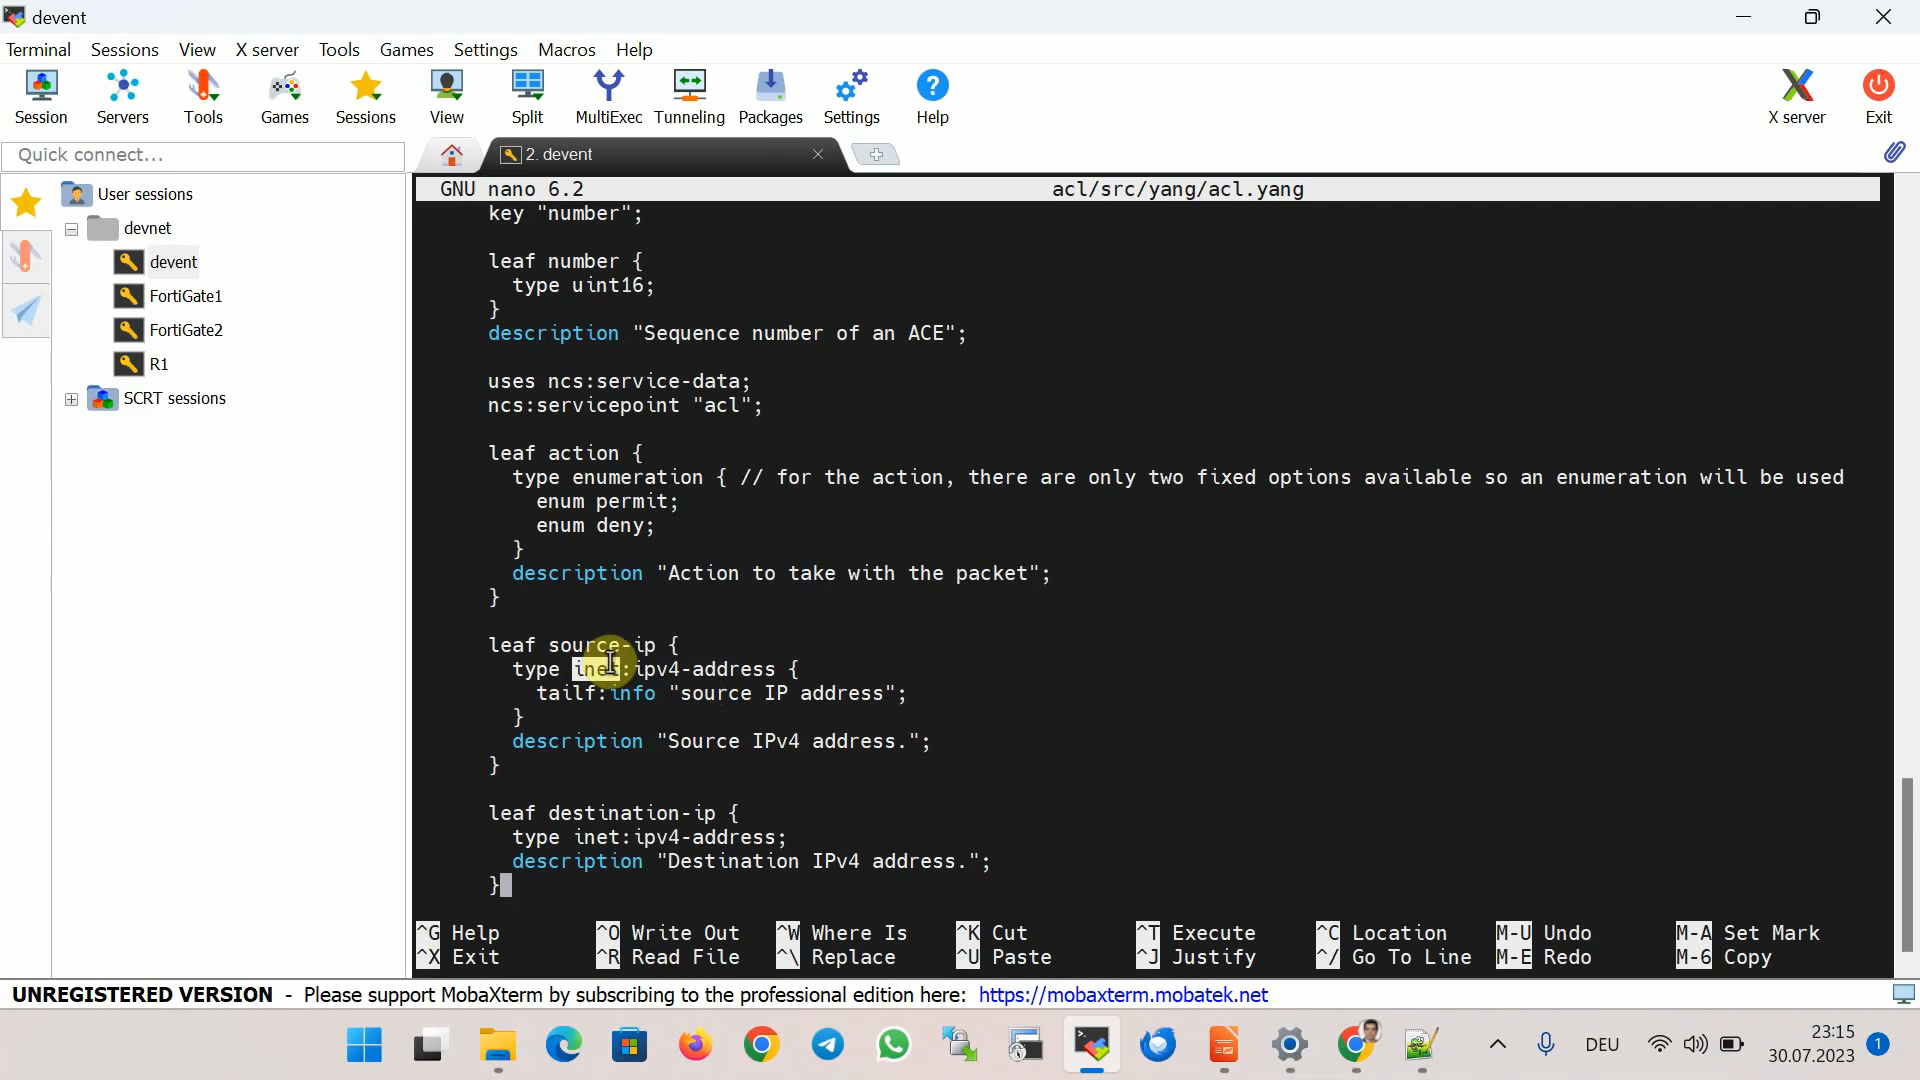 devent
Terminal Sessions View X server Tools Games Settings Macros Help
Session Servers Tools Games Sessions View Split MultiExec Tunneling Packages Settings Help X server Exit
Quick connect...
2. devent
User sessions
devnet
devent
FortiGate1
FortiGate2
R1
SCRT sessions
GNU nano 6.2 acl/src/yang/acl.yang
key "number";
leaf number {
type uint16;
}
description "Sequence number of an ACE";
uses ncs:service-data;
ncs:servicepoint "acl";
leaf action {
type enumeration { // for the action, there are only two fixed options available so an enumeration will be used
enum permit;
enum deny;
}
description "Action to take with the packet";
}
leaf source-ip {
type inet:ipv4-address {
tailf:info "source IP address";
}
description "Source IPv4 address.";
}
leaf destination-ip {
type inet:ipv4-address;
description "Destination IPv4 address.";
}
^G Help ^O Write Out ^W Where Is ^K Cut ^T Execute ^C Location M-U Undo M-A Set Mark
^X Exit ^R Read File ^\ Replace ^U Paste ^J Justify ^/ Go To Line M-E Redo M-6 Copy
UNREGISTERED VERSION - Please support MobaXterm by subscribing to the professional edition here: https://mobaxterm.mobatek.net
DEU
23:15
30.07.2023
1